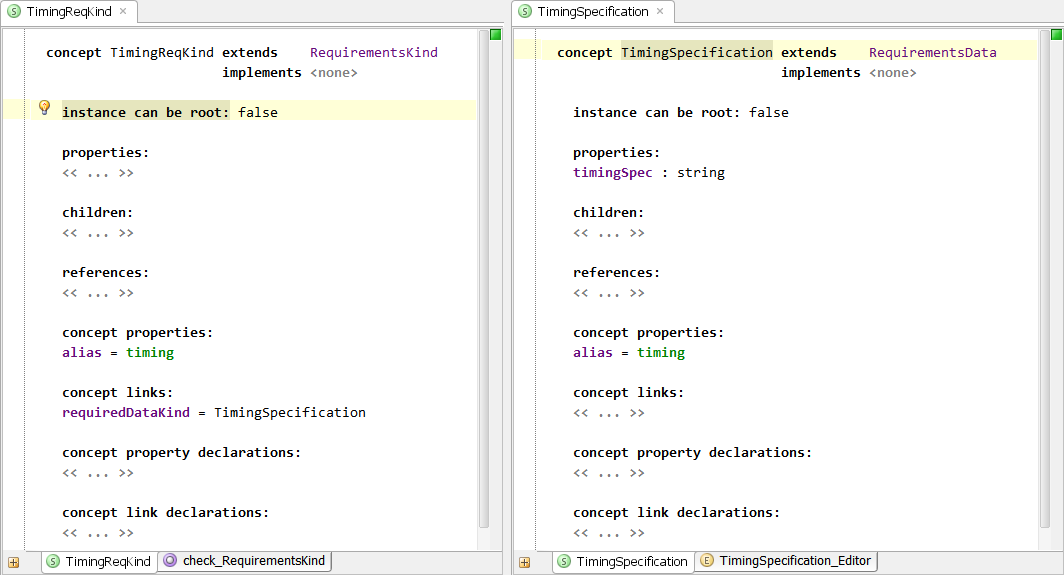 TimingReqKind ×
concept TimingReqKind extends RequirementsKind
implements <none>
instance can be root: false
properties:
<< ... >>
children:
<< ... >>
references:
<< ... >>
concept properties:
alias = timing
concept links:
requiredDataKind = TimingSpecification
concept property declarations:
<< ... >>
concept link declarations:
<< ... >>
S TimingReqKind O check_RequirementsKind
TimingSpecification ×
concept TimingSpecification extends RequirementsData
implements <none>
instance can be root: false
properties:
timingSpec : string
children:
<< ... >>
references:
<< ... >>
concept properties:
alias = timing
concept links:
<< ... >>
concept property declarations:
<< ... >>
concept link declarations:
<< ... >>
S TimingSpecification E TimingSpecification_Editor